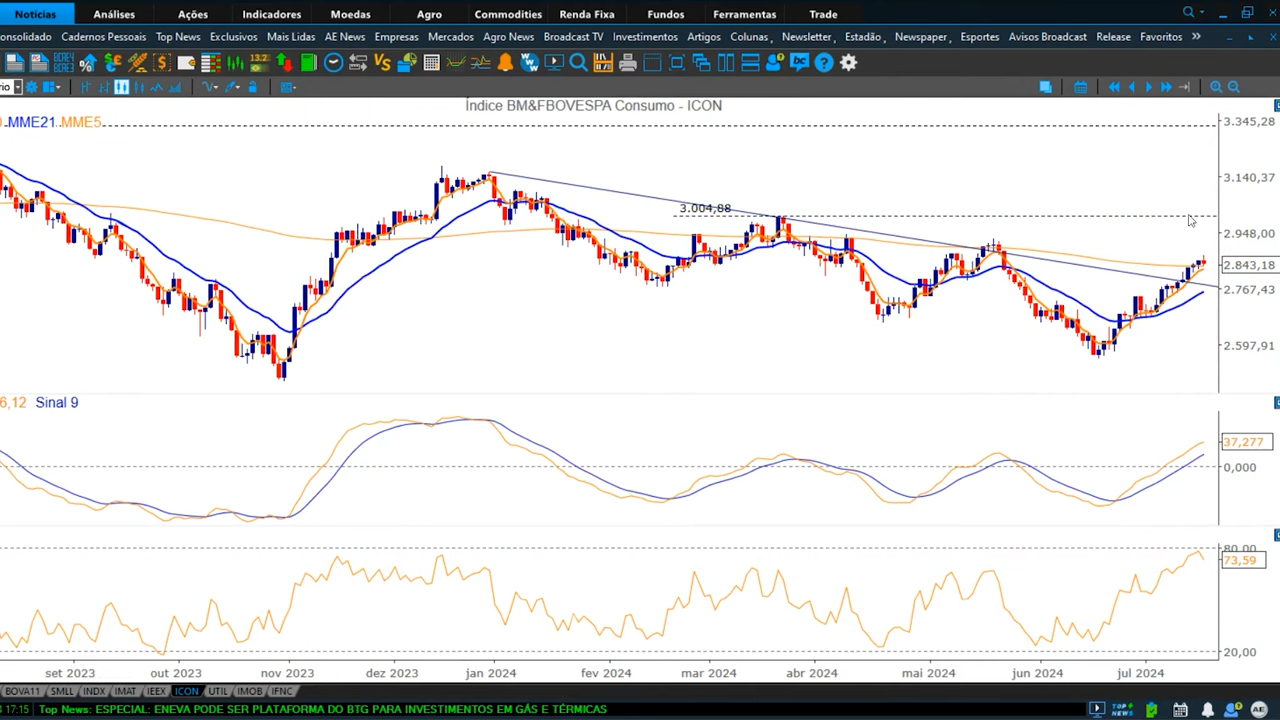 Notícias Análises Ações Indicadores Moedas Agro Commodities Renda Fixa Fundos Ferramentas Trade
onsolidado Cadernos Pessoais Top News Exclusivos Mais Lidas AE News Empresas Mercados Agro News Broadcast TV Investimentos Artigos Colunas Newsletter Estadão Newspaper Esportes Avisos Broadcast Release Favoritos
rio
Índice BM&FBOVESPA Consumo - ICON
MME21 MME5
3.345,28
3.140,37
3.004,88
2.948,00
2.843,18
2.767,43
2.597,91
6,12 Sinal 9
37,277
0,000
80,00
73,59
20,00
set 2023 out 2023 nov 2023 dez 2023 jan 2024 fev 2024 mar 2024 abr 2024 mai 2024 jun 2024 jul 2024
BOVA11 SMLL INDX IMAT IEEX ICON UTIL IMOB IFNC
17:15 Top News: ESPECIAL: ENEVA PODE SER PLATAFORMA DO BTG PARA INVESTIMENTOS EM GÁS E TÉRMICAS
TOP NEWS
AE